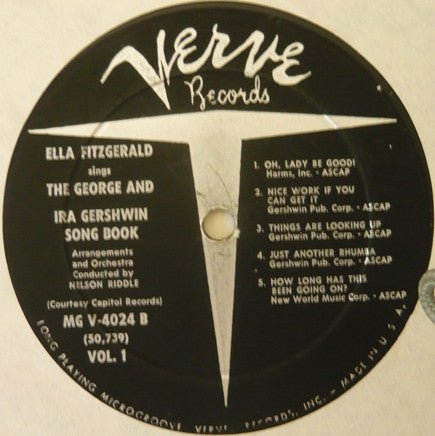 Verve
Records
ELLA FITZGERALD
sings
THE GEORGE AND
IRA GERSHWIN
SONG BOOK
Arrangements
and Orchestra
Conducted by
NELSON RIDDLE
(Courtesy Capitol Records)
MG V-4024 B
(50,739)
VOL. 1
1. OH, LADY BE GOOD!
Harms, Inc. • ASCAP
2. NICE WORK IF YOU
CAN GET IT
Gershwin Pub. Corp. • ASCAP
3. THINGS ARE LOOKING UP
Gershwin Pub. Corp. • ASCAP
4. JUST ANOTHER RHUMBA
Gershwin Pub. Corp. • ASCAP
5. HOW LONG HAS THIS
BEEN GOING ON?
New World Music Corp. • ASCAP
LONG PLAYING MICROGROOVE VERVE RECORDS, INC. - MADE IN U.S.A.